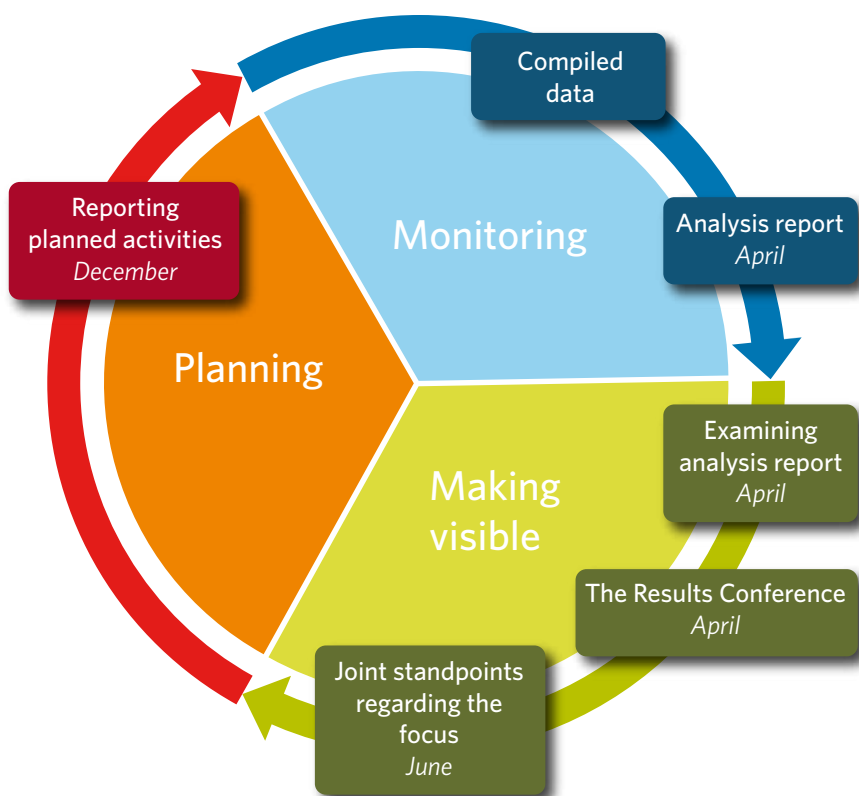 Compiled
data
Monitoring
Analysis report
April
Reporting
planned activities
December
Planning
Examining
analysis report
April
Making
visible
The Results Conference
April
Joint standpoints
regarding the
focus
June